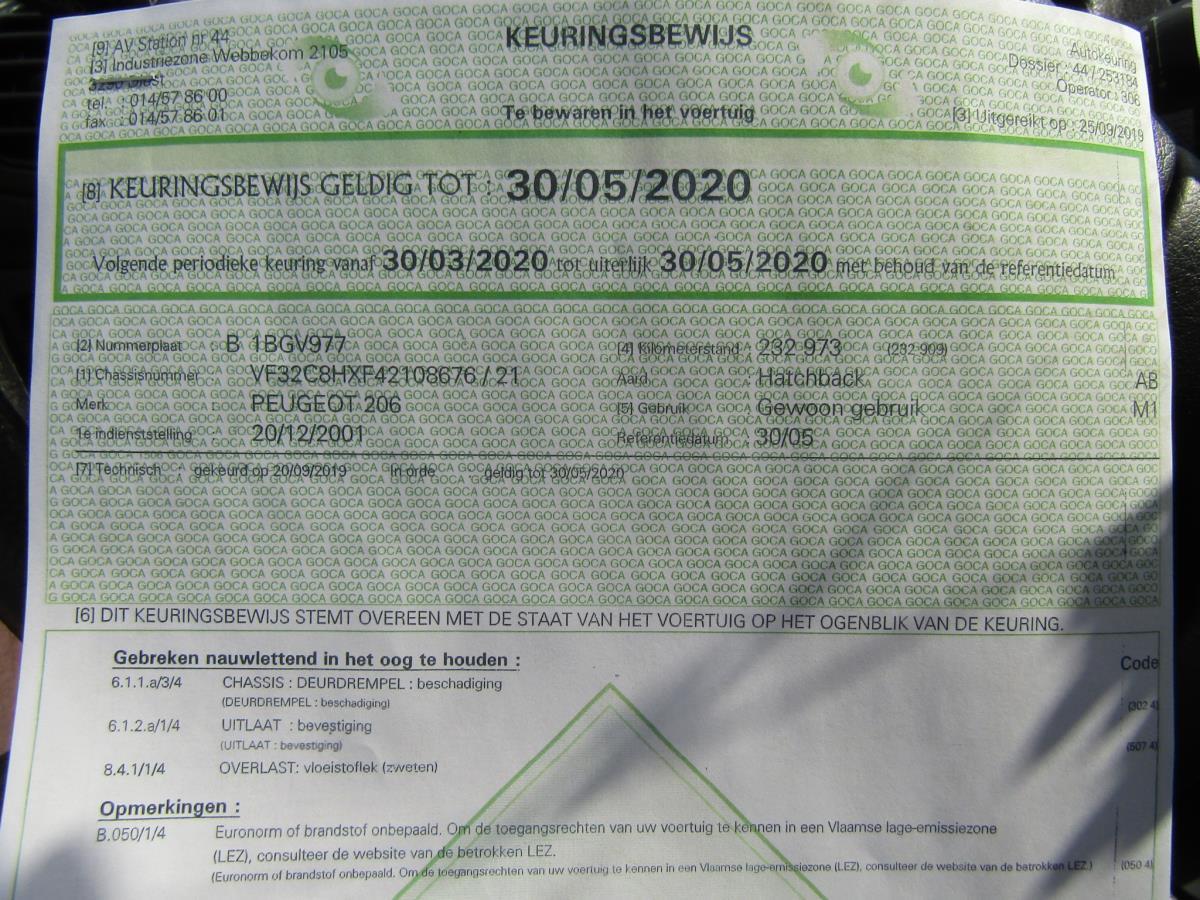 KEURINGSBEWIJS
Te bewaren in het voertuig
[9] AV Station nr 44
[3] Industriezone Webbekom 2105
3290 Diest
tel. : 014/57 86 00
fax : 014/57 86 01
Autokeuring
Dossier : 44 / 253184
Operator : 306
[3] Uitgereikt op : 25/09/2019
[8] KEURINGSBEWIJS GELDIG TOT : 30/05/2020
Volgende periodieke keuring vanaf 30/03/2020 tot uiterlijk 30/05/2020 met behoud van de referentiedatum
[2] Nummerplaat : B 1BGV977
[4] Kilometerstand : 232 973 (232 909)
[1] Chassisnummer VF32C8HXF42108676 / 21
Aard : Hatchback AB
Merk : PEUGEOT 206
[5] Gebruik : Gewoon gebruik M1
1e indienststelling : 20/12/2001
Referentiedatum : 30/05
[7] Technisch : gekeurd op 20/09/2019 In orde geldig tot 30/05/2020
[6] DIT KEURINGSBEWIJS STEMT OVEREEN MET DE STAAT VAN HET VOERTUIG OP HET OGENBLIK VAN DE KEURING.
Gebreken nauwlettend in het oog te houden : Code
6.1.1.a/3/4 CHASSIS : DEURDREMPEL : beschadiging
(DEURDREMPEL : beschadiging) (302 4)
6.1.2.a/1/4 UITLAAT : bevestiging
(UITLAAT : bevestiging) (507 4)
8.4.1/1/4 OVERLAST: vloeistoflek (zweten)
Opmerkingen :
B.050/1/4 Euronorm of brandstof onbepaald. Om de toegangsrechten van uw voertuig te kennen in een Vlaamse lage-emissiezone
(LEZ), consulteer de website van de betrokken LEZ.
(Euronorm of brandstof onbepaald. Om de toegangsrechten van uw voertuig te kennen in een Vlaamse lage-emissiezone (LEZ), consulteer de website van de betrokken LEZ.) (050 4)